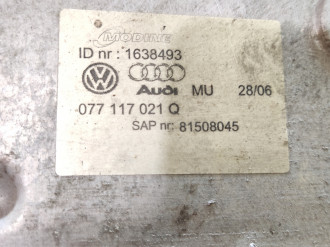 MODINE
ID nr : 1638493
Audi MU 28/06
077 117 021 Q
SAP nr: 81508045